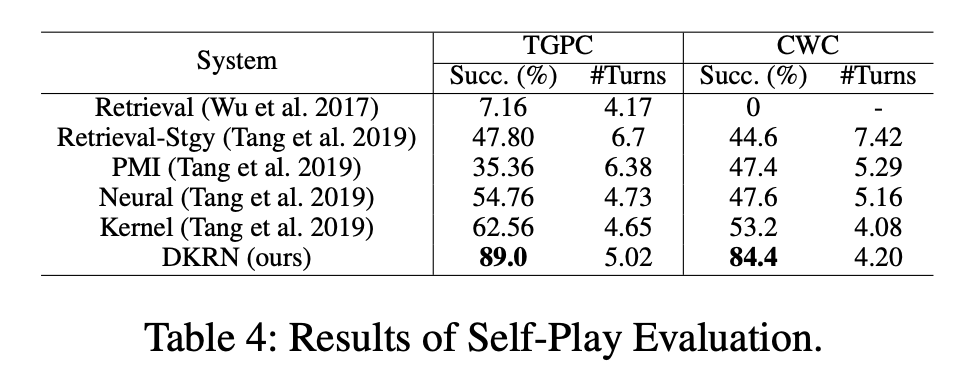 System TGPC CWC
Succ. (%) #Turns Succ. (%) #Turns
Retrieval (Wu et al. 2017) 7.16 4.17 0 -
Retrieval-Stgy (Tang et al. 2019) 47.80 6.7 44.6 7.42
PMI (Tang et al. 2019) 35.36 6.38 47.4 5.29
Neural (Tang et al. 2019) 54.76 4.73 47.6 5.16
Kernel (Tang et al. 2019) 62.56 4.65 53.2 4.08
DKRN (ours) 89.0 5.02 84.4 4.20
Table 4: Results of Self-Play Evaluation.